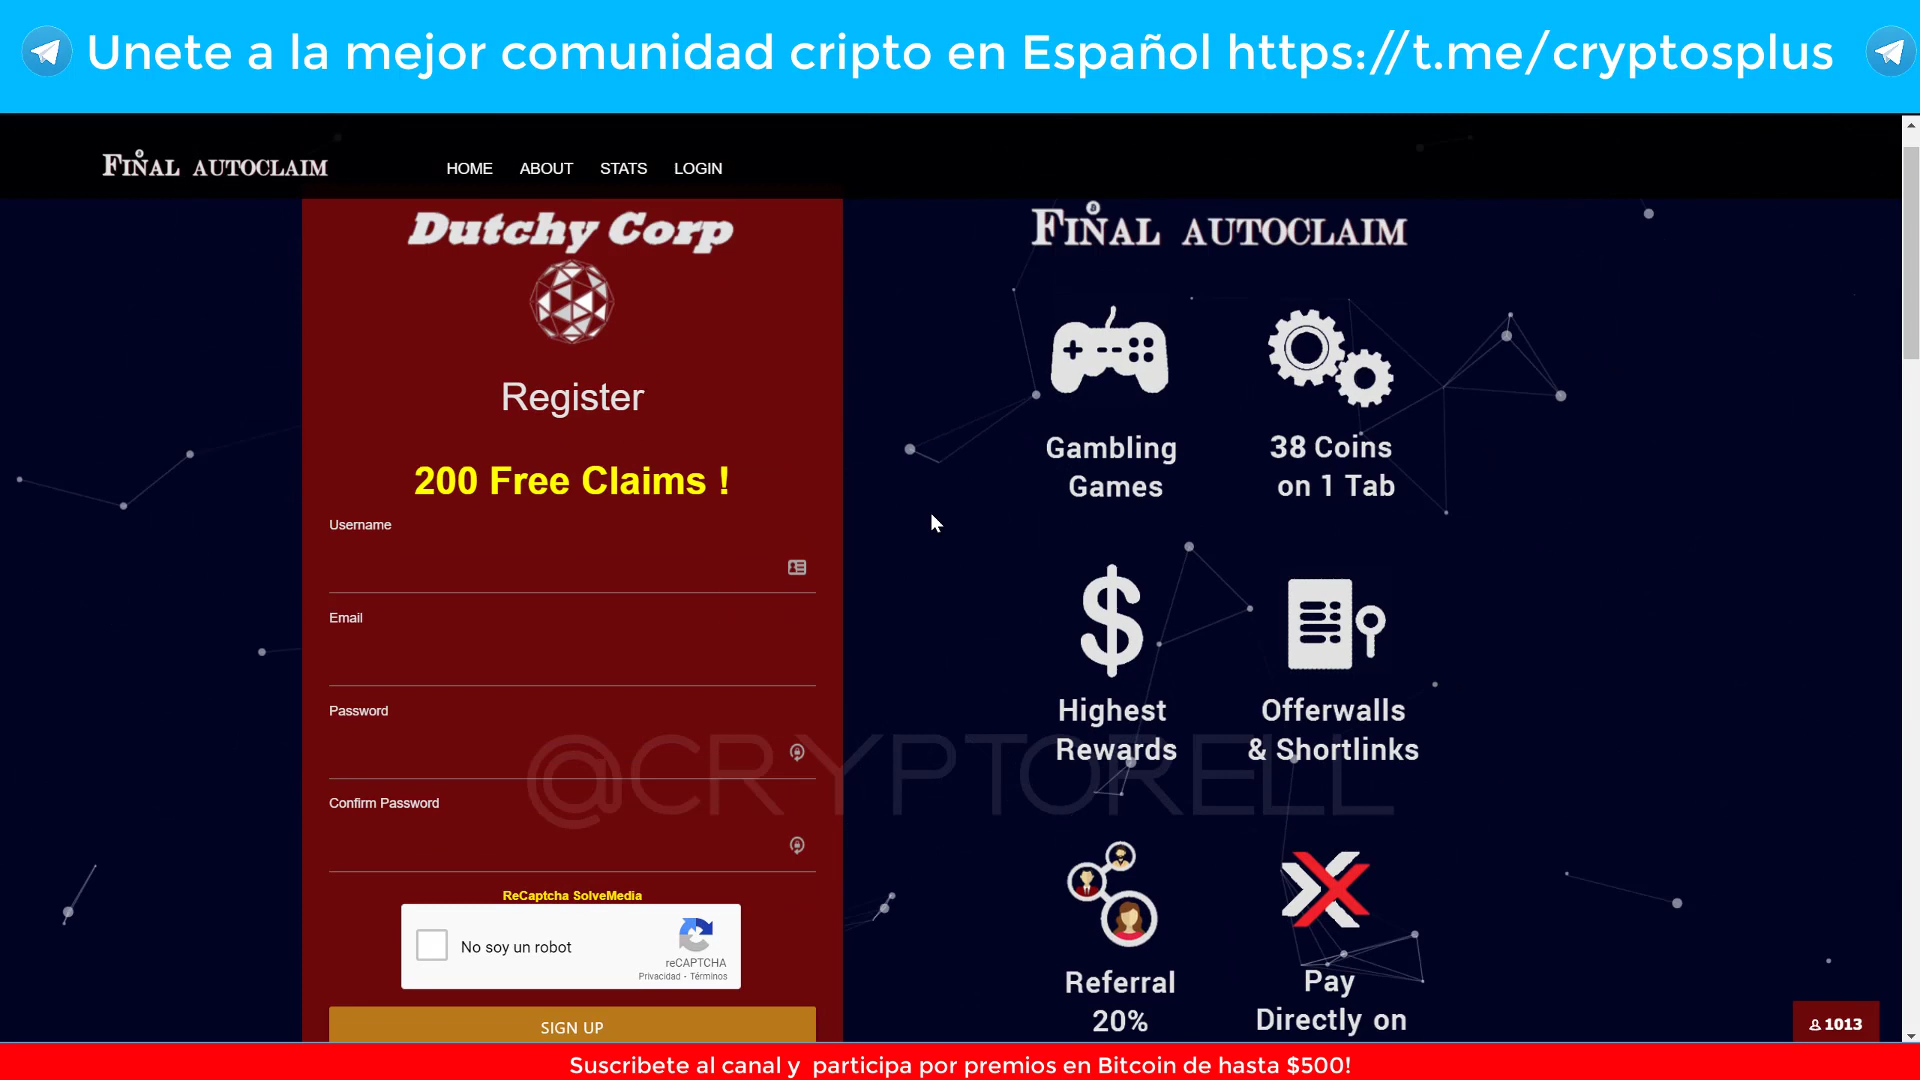 Unete a la mejor comunidad cripto en Español https://t.me/cryptosplus
FINAL AUTOCLAIM
HOME ABOUT STATS LOGIN
Dutchy Corp
Register
200 Free Claims !
Username
Email
Password
Confirm Password
ReCaptcha SolveMedia
No soy un robot
reCAPTCHA
Privacidad - Términos
SIGN UP
FINAL AUTOCLAIM
Gambling
Games
38 Coins
on 1 Tab
Highest
Rewards
Offerwalls
& Shortlinks
@CRYPTORELL
Referral
20%
Pay
Directly on
1013
Suscribete al canal y participa por premios en Bitcoin de hasta $500!